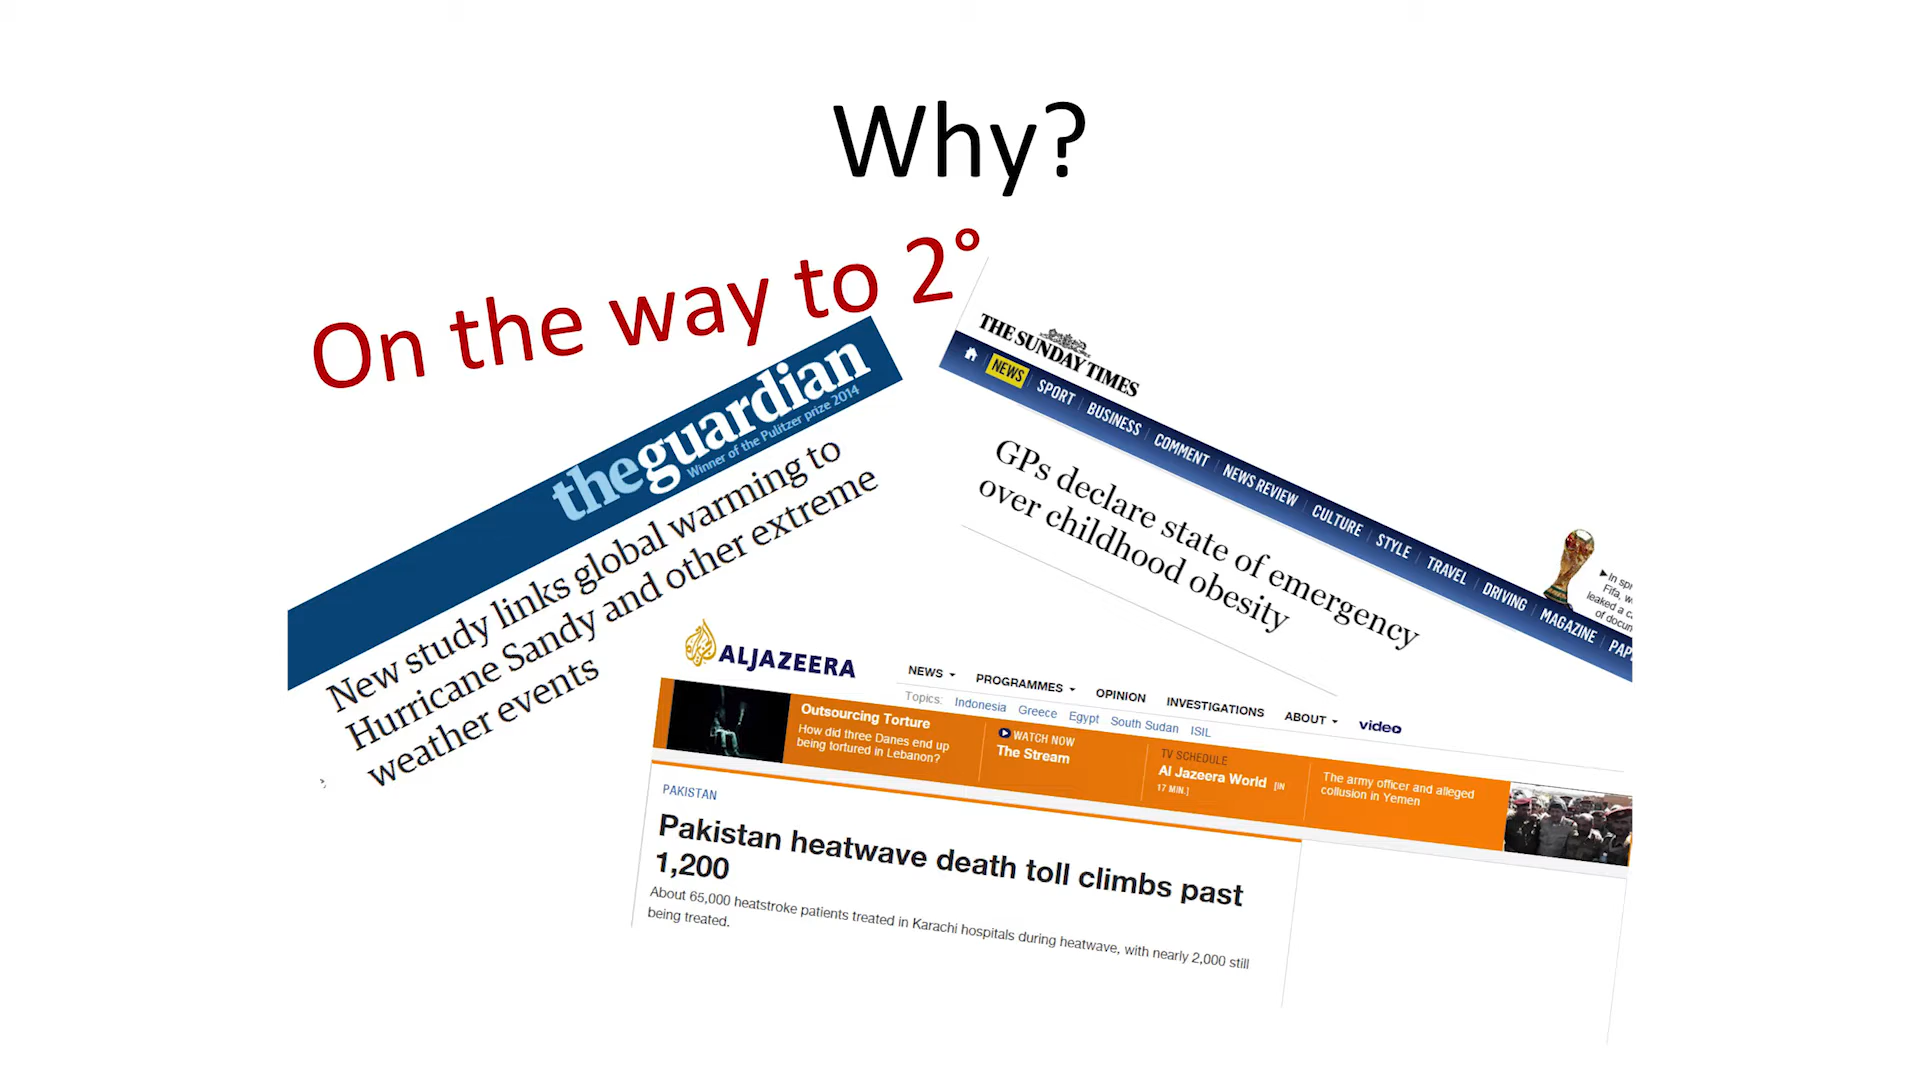 Why?
On the way to 2°
theguardian
Winner of the Pulitzer prize 2014
New study links global warming to
Hurricane Sandy and other extreme
weather events
THE SUNDAY TIMES
NEWS SPORT BUSINESS COMMENT NEWS REVIEW CULTURE STYLE TRAVEL DRIVING MAGAZINE
GPs declare state of emergency
over childhood obesity
ALJAZEERA
NEWS PROGRAMMES OPINION INVESTIGATIONS ABOUT video
Topics: Indonesia Greece Egypt South Sudan ISIL
Outsourcing Torture
How did three Danes end up
being tortured in Lebanon?
WATCH NOW
The Stream
TV SCHEDULE
Al Jazeera World [IN
17 MIN.]
The army officer and alleged
collusion in Yemen
PAKISTAN
Pakistan heatwave death toll climbs past
1,200
About 65,000 heatstroke patients treated in Karachi hospitals during heatwave, with nearly 2,000 still
being treated.